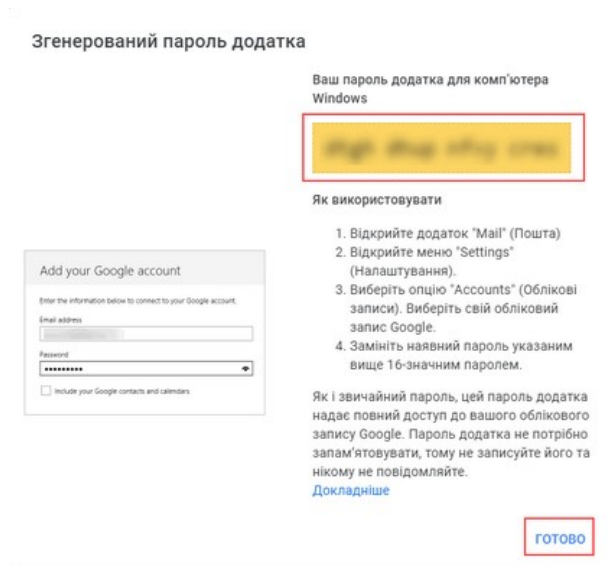 Згенерований пароль додатка
Ваш пароль додатка для комп'ютера
Windows
Як використовувати
1. Відкрийте додаток "Mail" (Пошта)
2. Відкрийте меню "Settings"
(Налаштування).
3. Виберіть опцію "Accounts" (Облікові
записи). Виберіть свій обліковий
запис Google.
4. Замініть наявний пароль указаним
вище 16-значним паролем.
Як і звичайний пароль, цей пароль додатка
надає повний доступ до вашого облікового
запису Google. Пароль додатка не потрібно
запам'ятовувати, тому не записуйте його та
нікому не повідомляйте.
Докладніше
ГОТОВО
Add your Google account
Enter the information below to connect to your Google account.
Email address
Password
Include your Google contacts and calendars